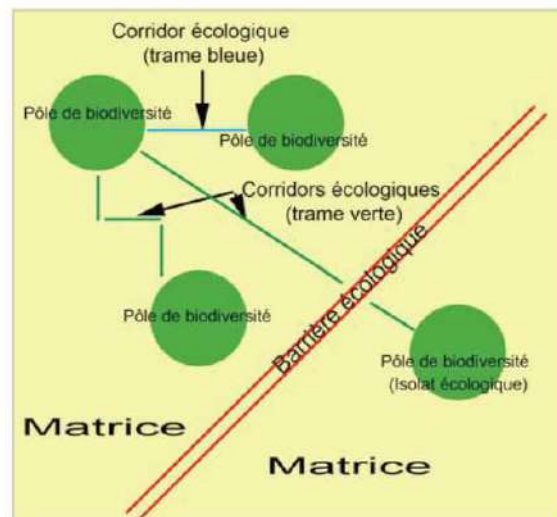 Corridor écologique
(trame bleue)
Pôle de biodiversité
Pôle de biodiversité
Corridors écologiques
(trame verte)
Barrière écologique
Pôle de biodiversité
Pôle de biodiversité
(Isolat écologique)
Matrice
Matrice